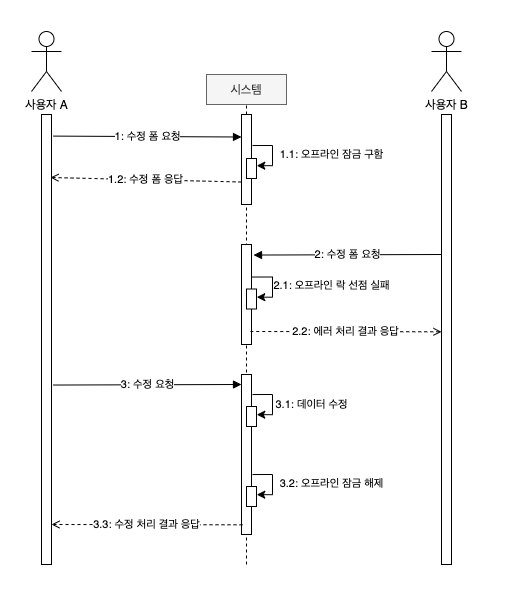 시스템
사용자 A
사용자 B
1: 수정 폼 요청
1.1: 오프라인 잠금 구함
1.2: 수정 폼 응답
2: 수정 폼 요청
2.1: 오프라인 락 선점 실패
2.2: 에러 처리 결과 응답
3: 수정 요청
3.1: 데이터 수정
3.2: 오프라인 잠금 해제
3.3: 수정 처리 결과 응답